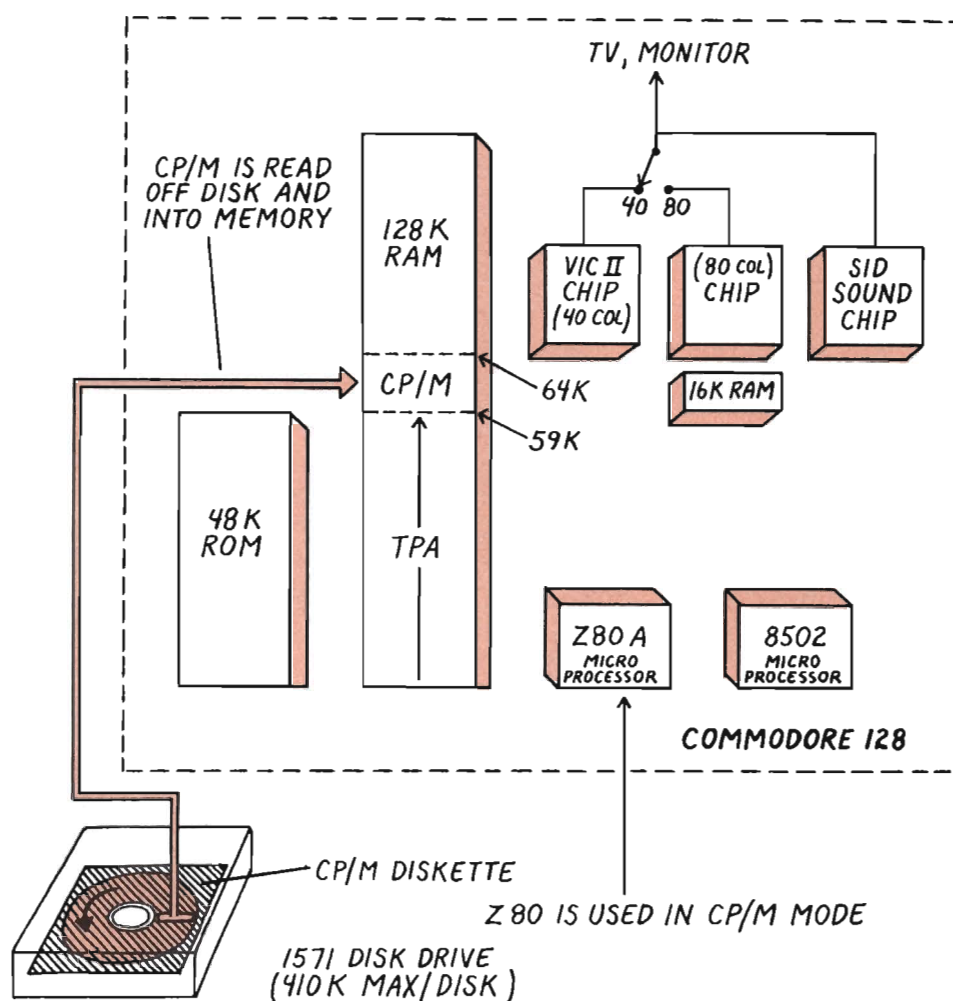 TV, MONITOR
CP/M IS READ
OFF DISK AND
INTO MEMORY
128 K
RAM
40 80
VIC II
CHIP
(40 COL)
(80 COL)
CHIP
SID
SOUND
CHIP
CP/M
64K
16K RAM
59K
48K
ROM
TPA
Z80 A
MICRO
PROCESSOR
8502
MICRO
PROCESSOR
COMMODORE 128
CP/M DISKETTE
Z80 IS USED IN CP/M MODE
1571 DISK DRIVE
(410K MAX/DISK)